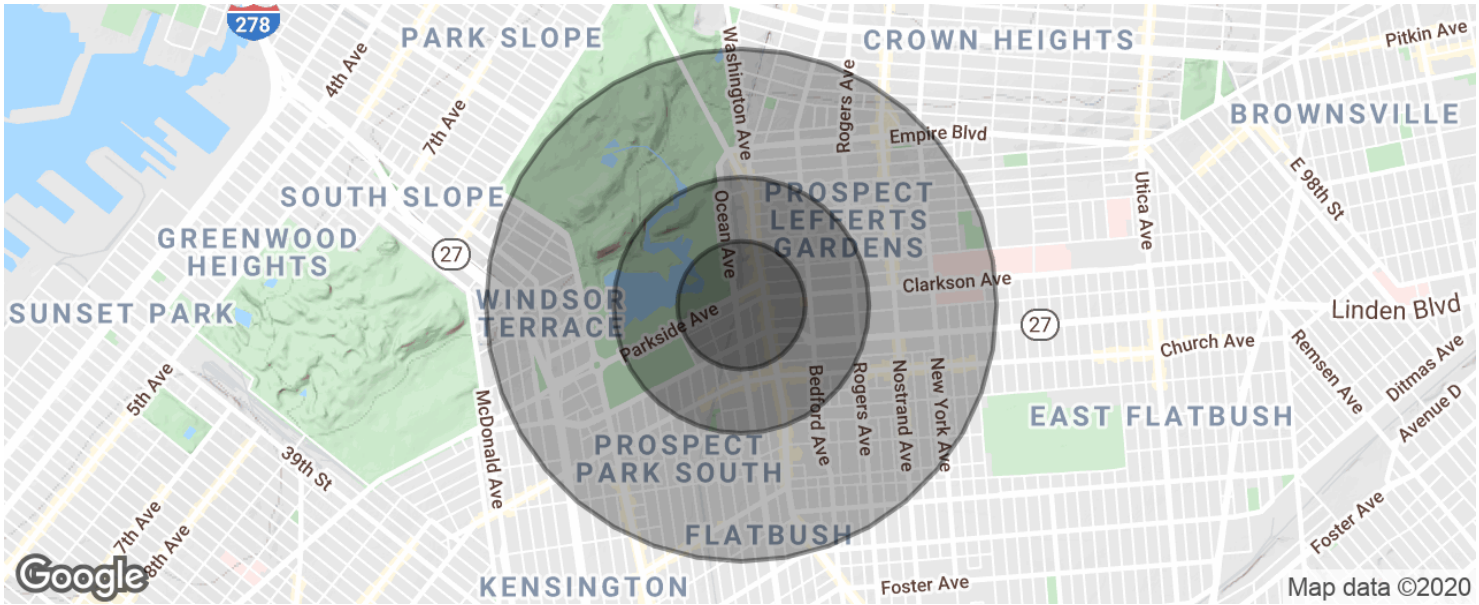 278
PARK SLOPE
CROWN HEIGHTS
Pitkin Ave
4th Ave
Washington Ave
Rogers Ave
7th Ave
Empire Blvd
BROWNSVILLE
E 98th St
SOUTH SLOPE
PROSPECT
LEFFERTS
GARDENS
Ocean Ave
Utica Ave
GREENWOOD
HEIGHTS
27
Clarkson Ave
SUNSET PARK
WINDSOR
TERRACE
Parkside Ave
27
Linden Blvd
Church Ave
Remsen Ave
Ditmas Ave
Avenue D
5th Ave
McDonald Ave
Bedford Ave
Rogers Ave
Nostrand Ave
New York Ave
EAST FLATBUSH
39th St
PROSPECT
PARK SOUTH
7th Ave
8th Ave
FLATBUSH
Foster Ave
Google
KENSINGTON
Foster Ave
Map data ©2020